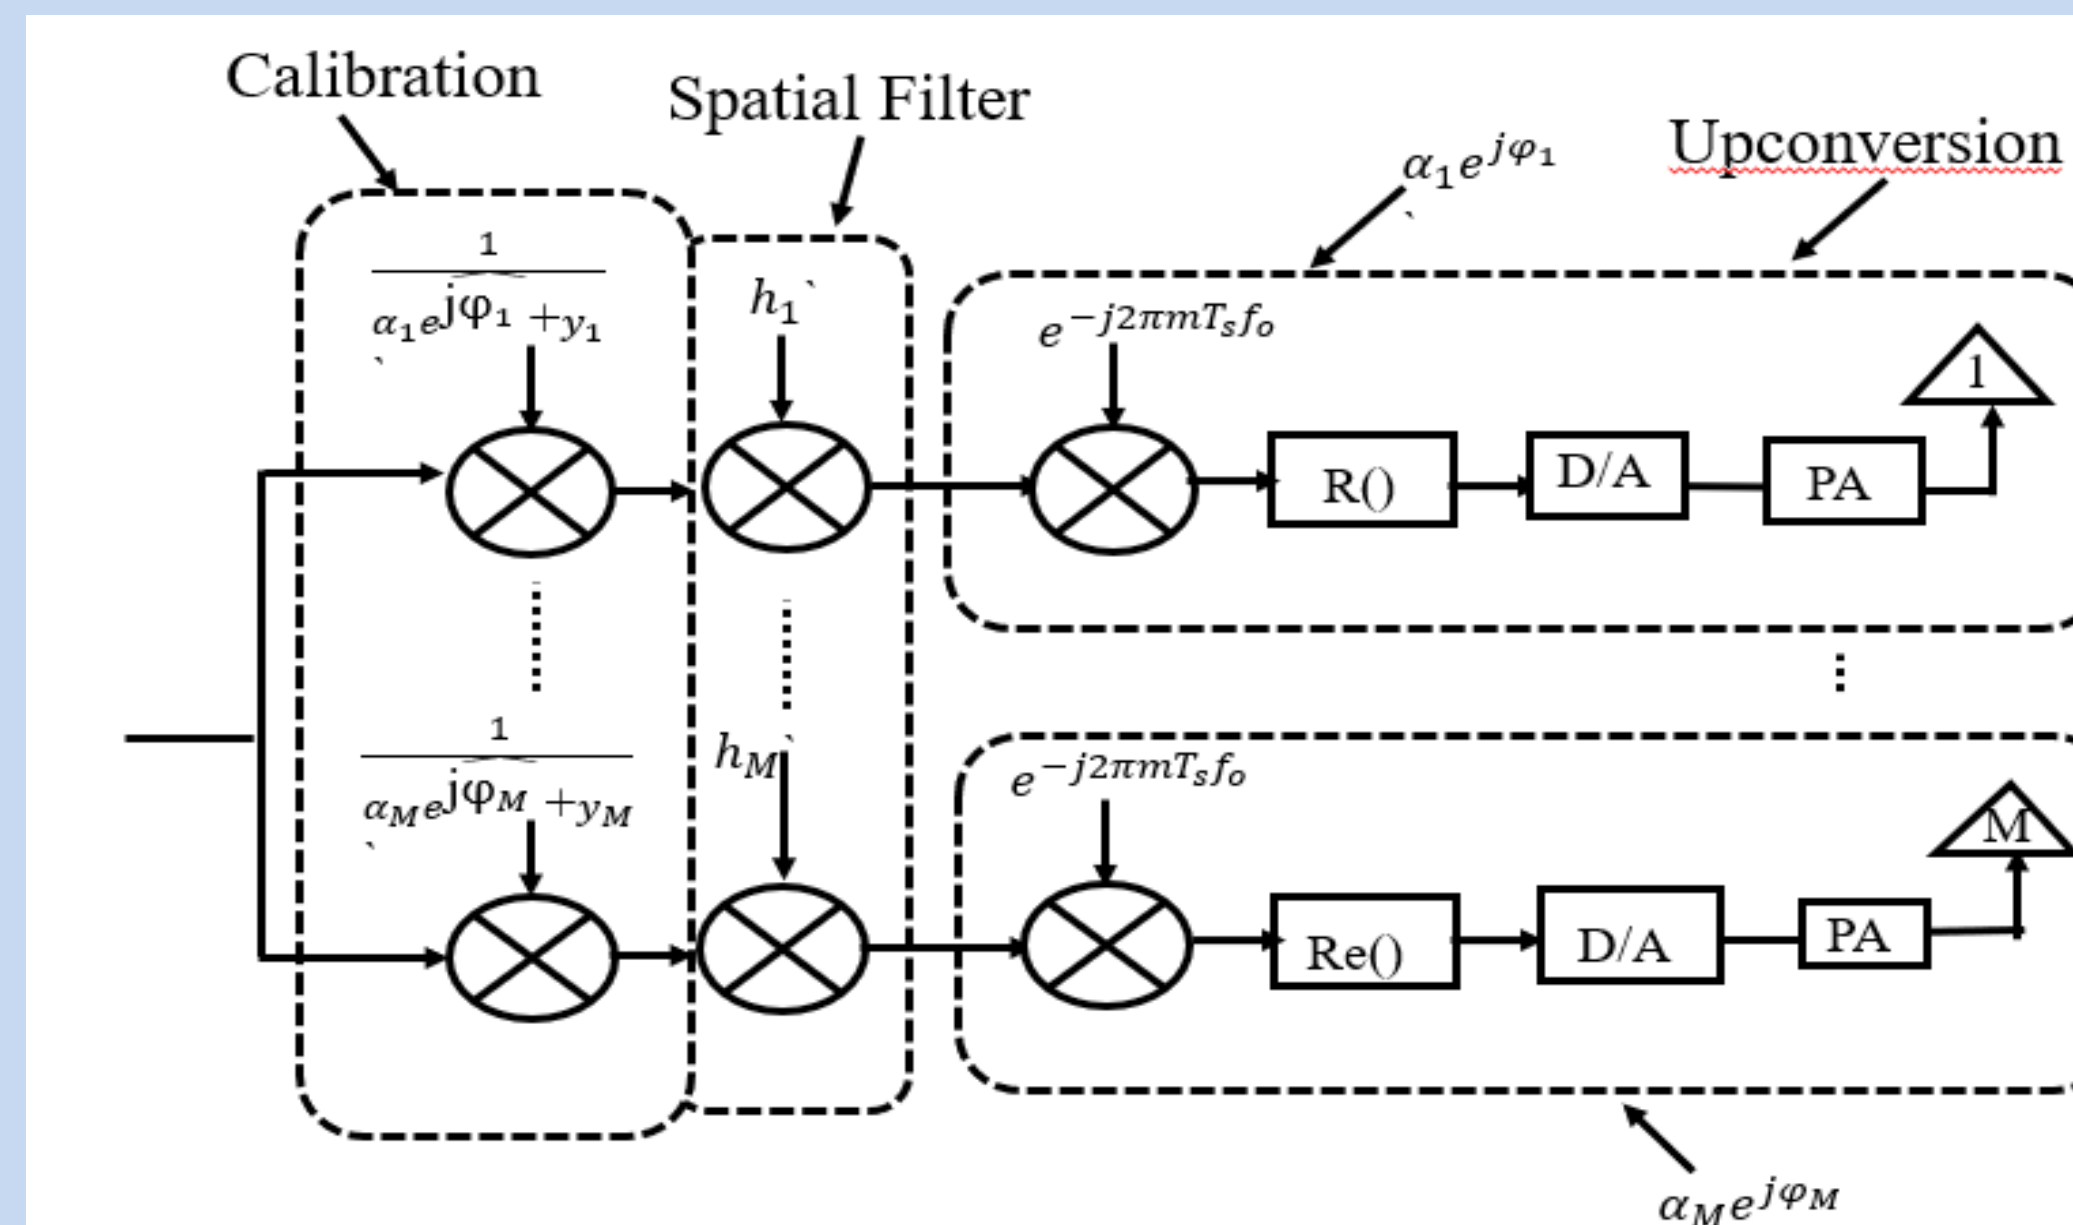 Calibration
Spatial Filter
Upconversion
α₁e^{jφ₁}
`
1
α₁e^{jφ₁} +y₁
`
h₁`
e^{-j2πmT_sf_o}
1
R()
D/A
PA
1
α_Me^{jφ_M} +y_M
`
h_M`
e^{-j2πmT_sf_o}
M
Re()
D/A
PA
α_Me^{jφ_M}